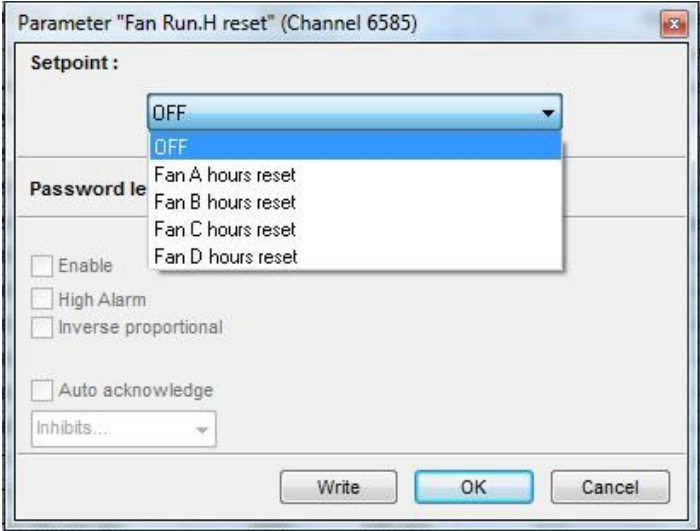 Parameter "Fan Run.H reset" (Channel 6585)
Setpoint :
OFF
OFF
Fan A hours reset
Fan B hours reset
Fan C hours reset
Fan D hours reset
Password le
Enable
High Alarm
Inverse proportional
Auto acknowledge
Inhibits...
Write OK Cancel